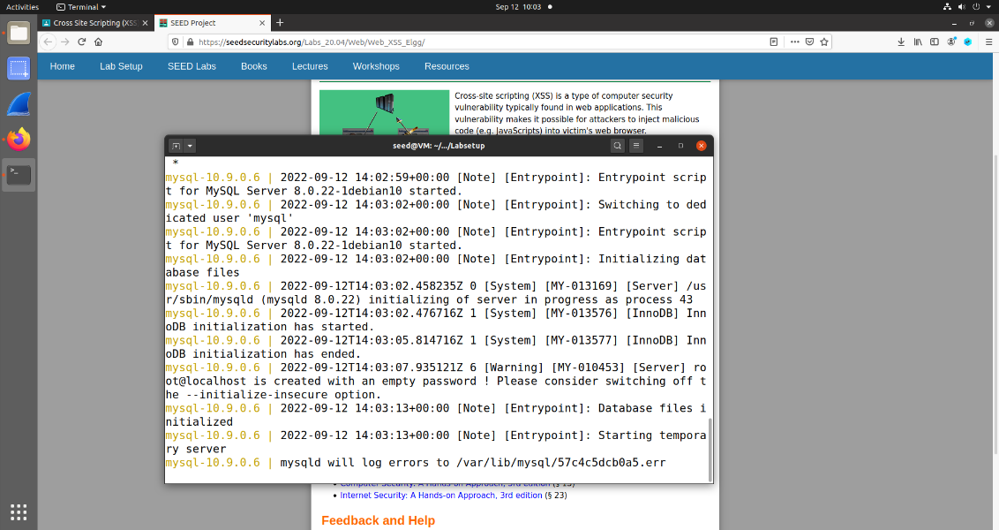 Activities Terminal Sep 12 10:03
Cross Site Scripting (XSS SEED Project
https://seedsecuritylabs.org/Labs_20.04/Web/Web_XSS_Elgg/
Home Lab Setup SEED Labs Books Lectures Workshops Resources
Cross-site scripting (XSS) is a type of computer security
vulnerability typically found in web applications. This
vulnerability makes it possible for attackers to inject malicious
code (e.g. JavaScripts) into victim's web browser.
seed@VM: ~/.../Labsetup
*
mysql-10.9.0.6 | 2022-09-12 14:02:59+00:00 [Note] [Entrypoint]: Entrypoint scrip
t for MySQL Server 8.0.22-1debian10 started.
mysql-10.9.0.6 | 2022-09-12 14:03:02+00:00 [Note] [Entrypoint]: Switching to ded
icated user 'mysql'
mysql-10.9.0.6 | 2022-09-12 14:03:02+00:00 [Note] [Entrypoint]: Entrypoint scrip
t for MySQL Server 8.0.22-1debian10 started.
mysql-10.9.0.6 | 2022-09-12 14:03:02+00:00 [Note] [Entrypoint]: Initializing dat
abase files
mysql-10.9.0.6 | 2022-09-12T14:03:02.458235Z 0 [System] [MY-013169] [Server] /us
r/sbin/mysqld (mysqld 8.0.22) initializing of server in progress as process 43
mysql-10.9.0.6 | 2022-09-12T14:03:02.476716Z 1 [System] [MY-013576] [InnoDB] Inn
oDB initialization has started.
mysql-10.9.0.6 | 2022-09-12T14:03:05.814716Z 1 [System] [MY-013577] [InnoDB] Inn
oDB initialization has ended.
mysql-10.9.0.6 | 2022-09-12T14:03:07.935121Z 6 [Warning] [MY-010453] [Server] ro
ot@localhost is created with an empty password ! Please consider switching off t
he --initialize-insecure option.
mysql-10.9.0.6 | 2022-09-12 14:03:13+00:00 [Note] [Entrypoint]: Database files i
nitialized
mysql-10.9.0.6 | 2022-09-12 14:03:13+00:00 [Note] [Entrypoint]: Starting tempora
ry server
mysql-10.9.0.6 | mysqld will log errors to /var/lib/mysql/57c4c5dcb0a5.err
Computer Security: A Hands-on Approach, 3rd edition
Internet Security: A Hands-on Approach, 3rd edition (§ 23)
Feedback and Help